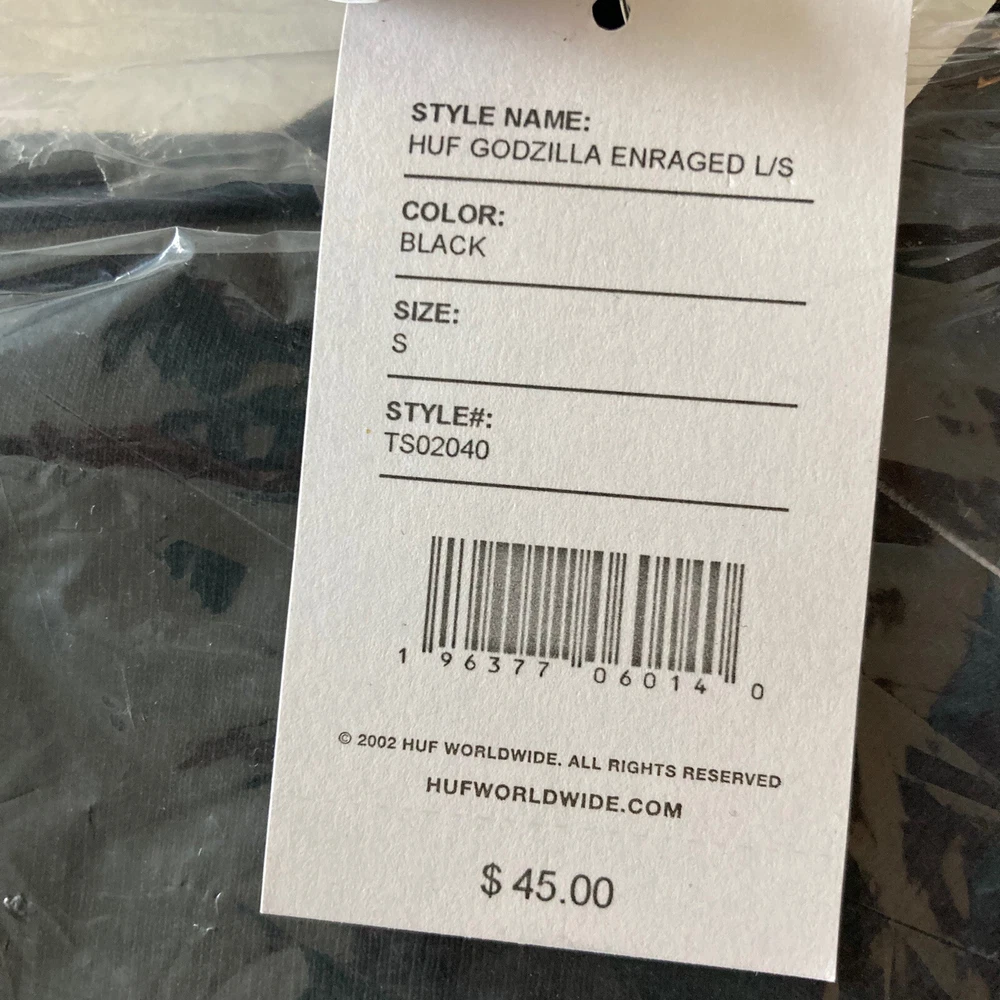 STYLE NAME:
HUF GODZILLA ENRAGED L/S
COLOR:
BLACK
SIZE:
S
STYLE#:
TS02040
1 96377 06014 0
© 2002 HUF WORLDWIDE. ALL RIGHTS RESERVED
HUFWORLDWIDE.COM
$ 45.00